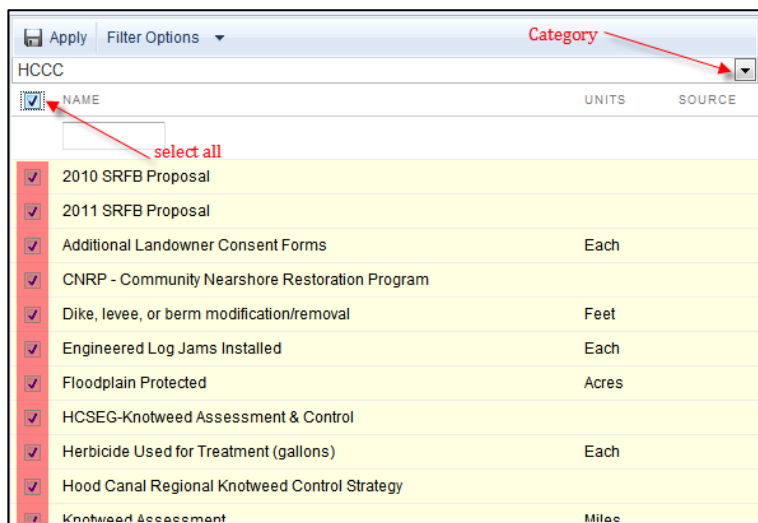 Apply Filter Options Category
HCCC
NAME UNITS SOURCE
select all
2010 SRFB Proposal
2011 SRFB Proposal
Additional Landowner Consent Forms Each
CNRP - Community Nearshore Restoration Program
Dike, levee, or berm modification/removal Feet
Engineered Log Jams Installed Each
Floodplain Protected Acres
HCSEG-Knotweed Assessment & Control
Herbicide Used for Treatment (gallons) Each
Hood Canal Regional Knotweed Control Strategy
Knotweed Assessment Miles